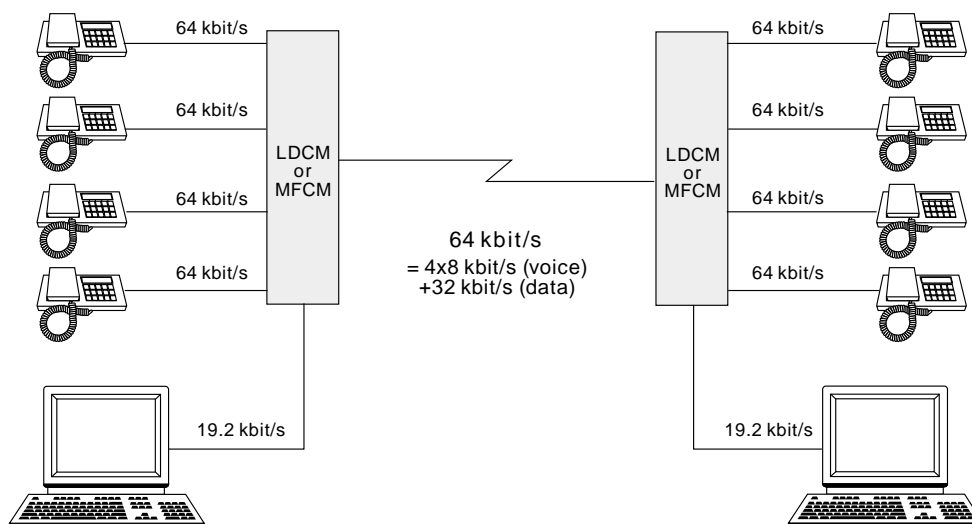 64 kbit/s
64 kbit/s
64 kbit/s
64 kbit/s
64 kbit/s
64 kbit/s
64 kbit/s
64 kbit/s
LDCM
or
MFCM
LDCM
or
MFCM
64 kbit/s
= 4x8 kbit/s (voice)
+32 kbit/s (data)
19.2 kbit/s
19.2 kbit/s